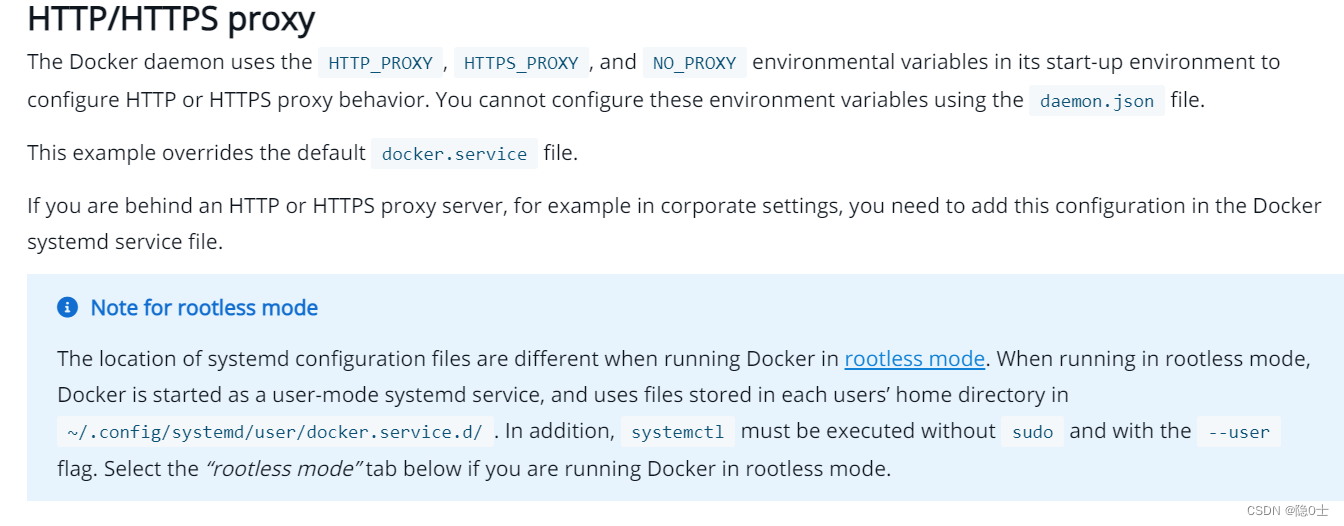 HTTP/HTTPS proxy
The Docker daemon uses the HTTP_PROXY , HTTPS_PROXY , and NO_PROXY environmental variables in its start-up environment to
configure HTTP or HTTPS proxy behavior. You cannot configure these environment variables using the daemon.json file.
This example overrides the default docker.service file.
If you are behind an HTTP or HTTPS proxy server, for example in corporate settings, you need to add this configuration in the Docker
systemd service file.
Note for rootless mode
The location of systemd configuration files are different when running Docker in rootless mode. When running in rootless mode,
Docker is started as a user-mode systemd service, and uses files stored in each users’ home directory in
~/.config/systemd/user/docker.service.d/ . In addition, systemctl must be executed without sudo and with the --user
flag. Select the “rootless mode” tab below if you are running Docker in rootless mode.
CSDN @隐0士